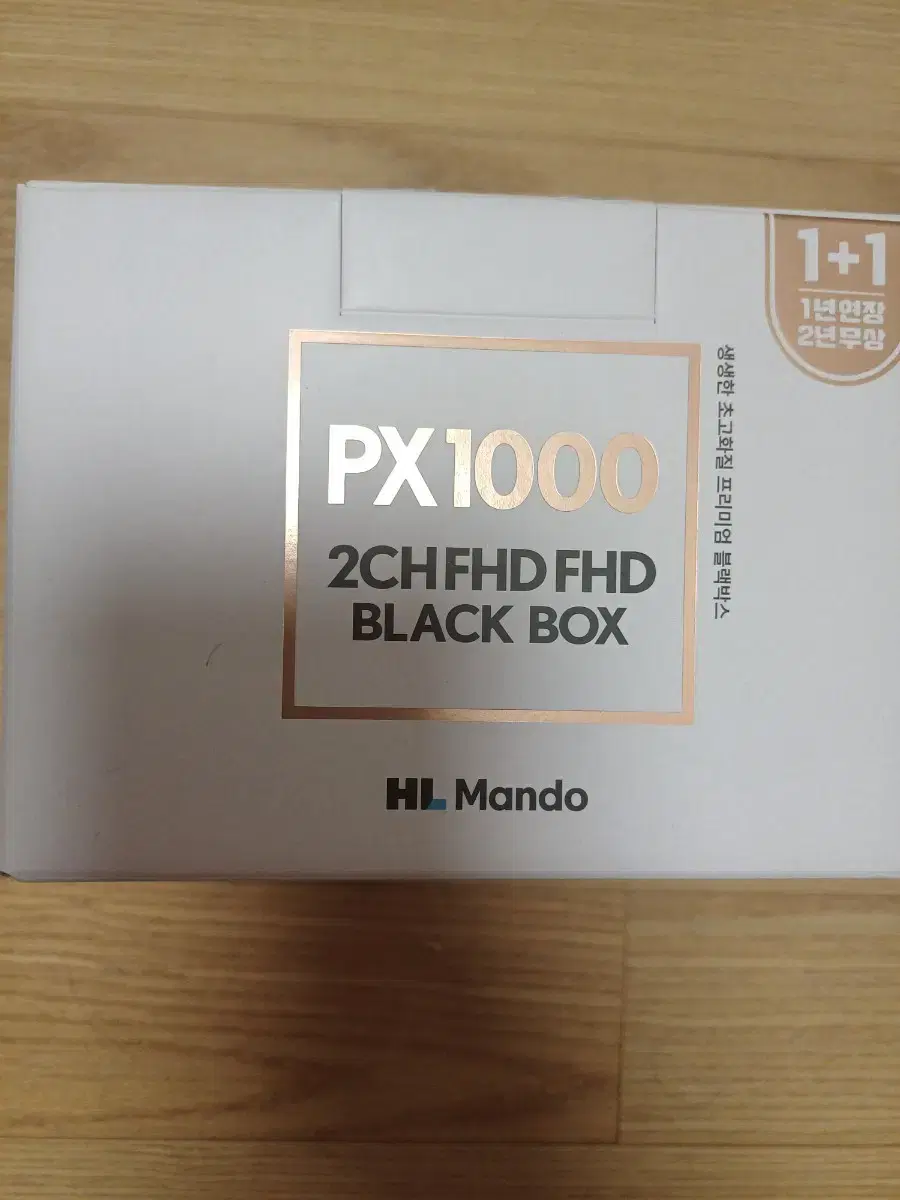 1+1
1년연장
2년무상
생생한 초고화질 프리미엄 블랙박스
PX1000
2CH FHD FHD
BLACK BOX
HL Mando